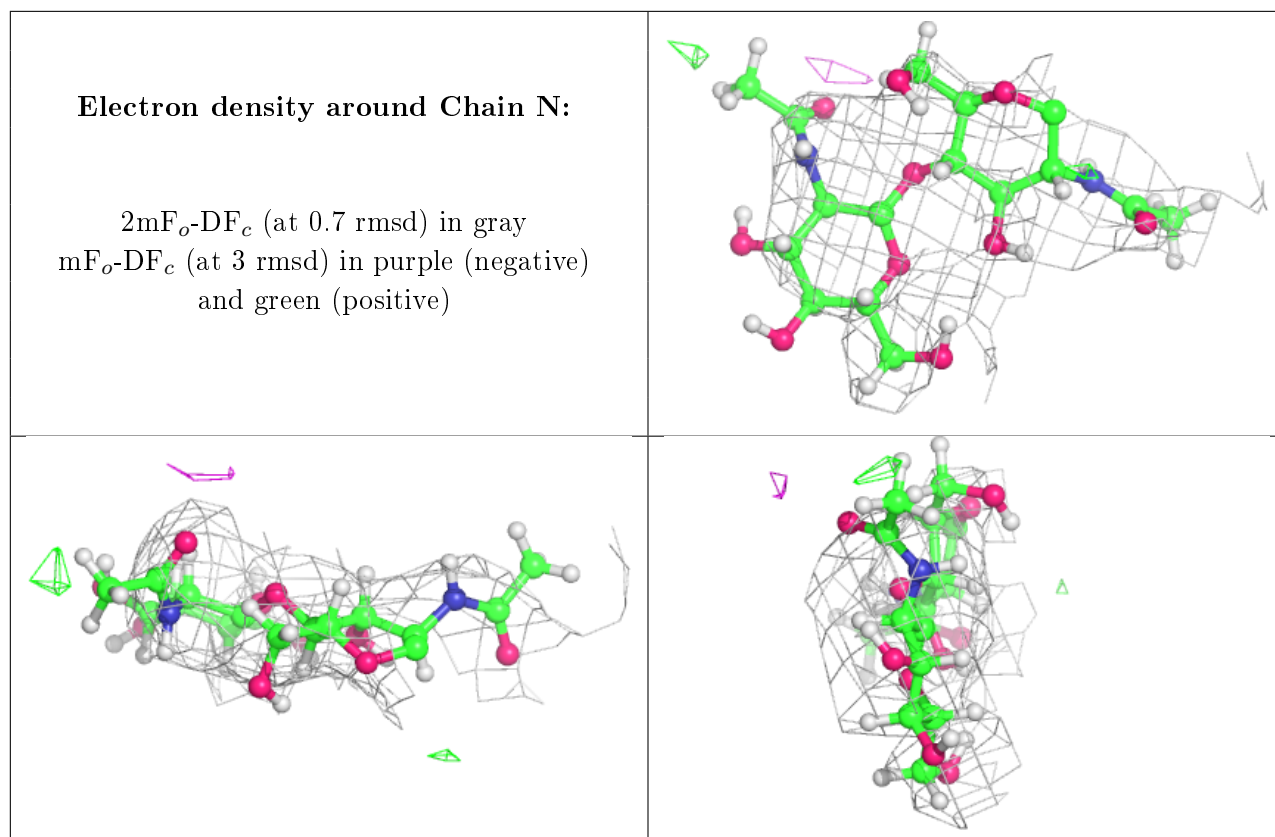 Electron density around Chain N:
2mFₒ-DF𝒸 (at 0.7 rmsd) in gray
mFₒ-DF𝒸 (at 3 rmsd) in purple (negative)
and green (positive)